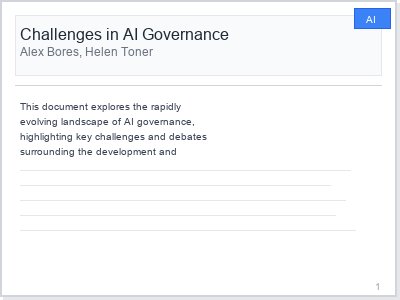 AI
Challenges in AI Governance
Alex Bores, Helen Toner
This document explores the rapidly
evolving landscape of AI governance,
highlighting key challenges and debates
surrounding the development and
1